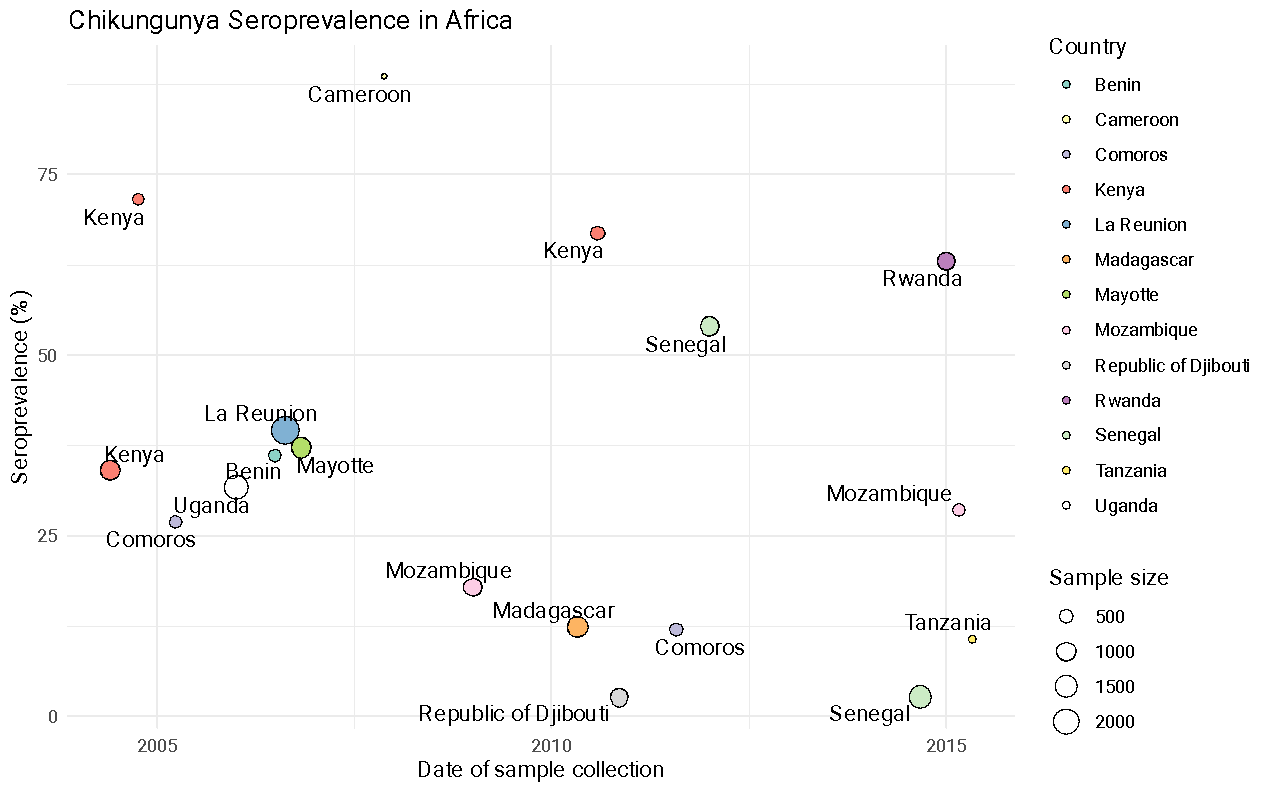 Chikungunya Seroprevalence in Africa
Seroprevalence (%)
75
50
25
0
2005
2010
2015
Date of sample collection
Cameroon
Kenya
Kenya
Rwanda
Senegal
La Reunion
Kenya
Mayotte
Benin
Uganda
Comoros
Mozambique
Mozambique
Madagascar
Tanzania
Comoros
Republic of Djibouti
Senegal
Country
Benin
Cameroon
Comoros
Kenya
La Reunion
Madagascar
Mayotte
Mozambique
Republic of Djibouti
Rwanda
Senegal
Tanzania
Uganda
Sample size
500
1000
1500
2000